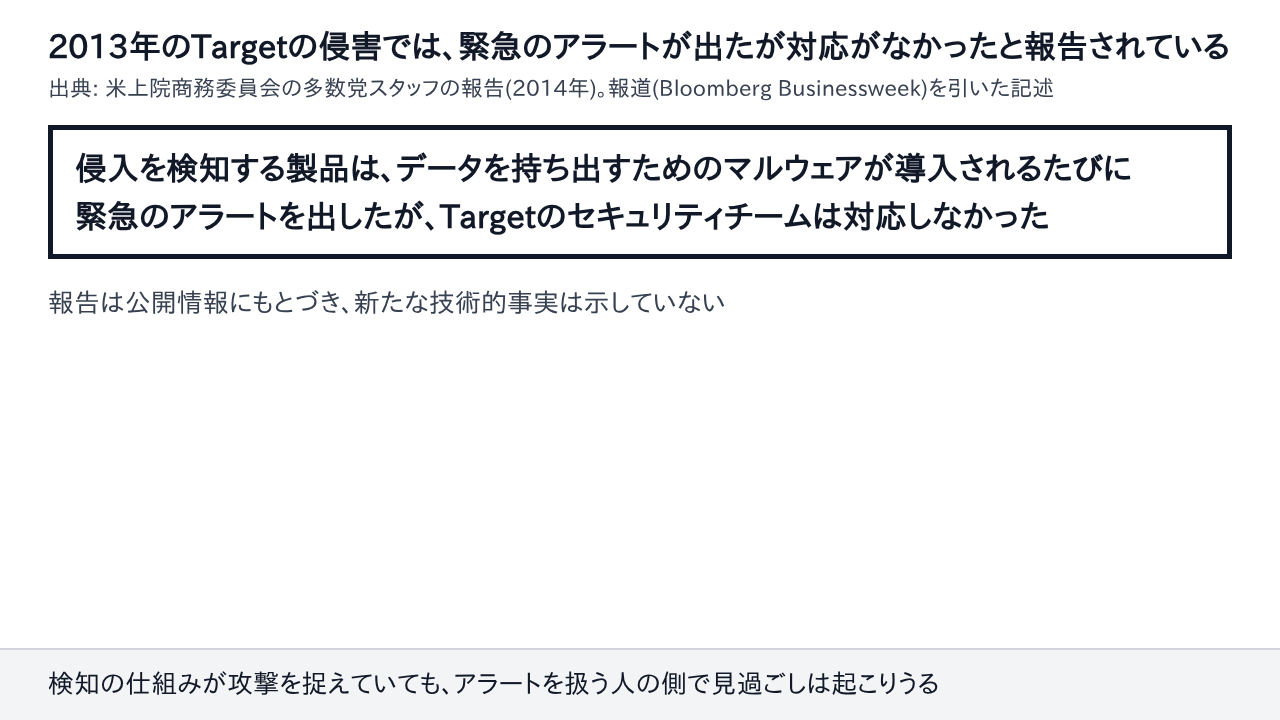 2013年のTargetの侵害では、緊急のアラートが出たが対応がなかったと報告されている
出典: 米上院商務委員会の多数党スタッフの報告(2014年)。報道(Bloomberg Businessweek)を引いた記述
侵入を検知する製品は、データを持ち出すためのマルウェアが導入されるたびに
緊急のアラートを出したが、Targetのセキュリティチームは対応しなかった
報告は公開情報にもとづき、新たな技術的事実は示していない
検知の仕組みが攻撃を捉えていても、アラートを扱う人の側で見過ごしは起こりうる